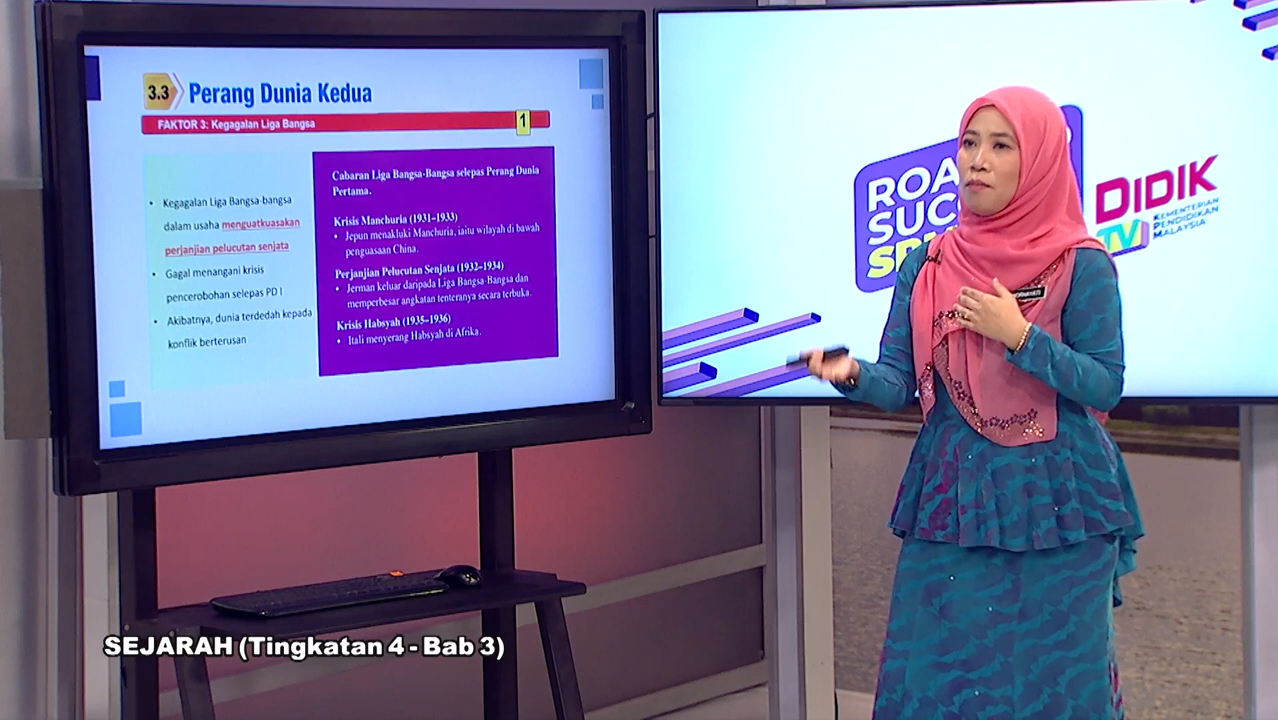 3.3 Perang Dunia Kedua
FAKTOR 3: Kegagalan Liga Bangsa
1
• Kegagalan Liga Bangsa-bangsa
dalam usaha menguatkuasakan
perjanjian pelucutan senjata
• Gagal menangani krisis
pencerobohan selepas PD I
• Akibatnya, dunia terdedah kepada
konflik berterusan
Cabaran Liga Bangsa-Bangsa selepas Perang Dunia
Pertama.
Krisis Manchuria (1931–1933)
• Jepun menakluki Manchuria, iaitu wilayah di bawah
penguasaan China.
Perjanjian Pelucutan Senjata (1932–1934)
• Jerman keluar daripada Liga Bangsa-Bangsa dan
memperbesar angkatan tenteranya secara terbuka.
Krisis Habsyah (1935–1936)
• Itali menyerang Habsyah di Afrika.
ROA
SUC
DIDIK
TV
KEMENTERIAN
PENDIDIKAN
MALAYSIA
SEJARAH (Tingkatan 4 - Bab 3)